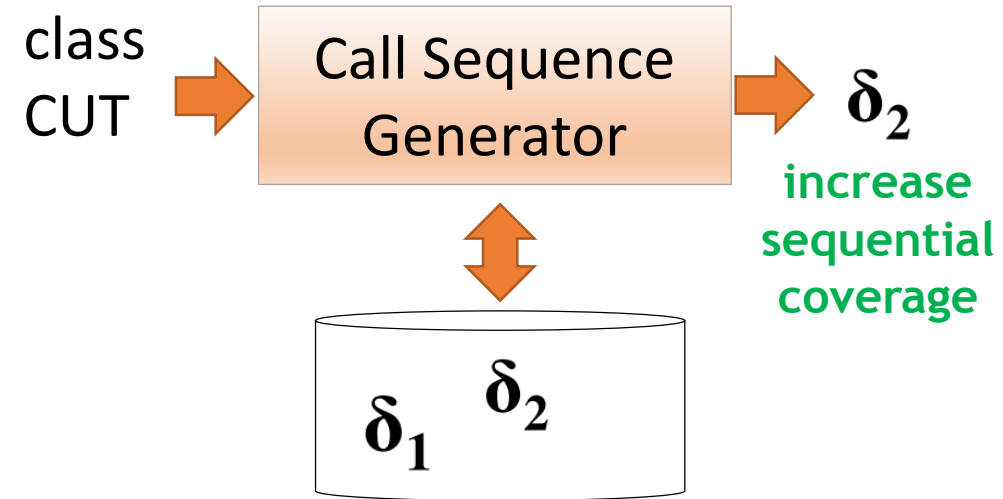 class
CUT
Call Sequence
Generator
δ₂
increase
sequential
coverage
δ₁
δ₂